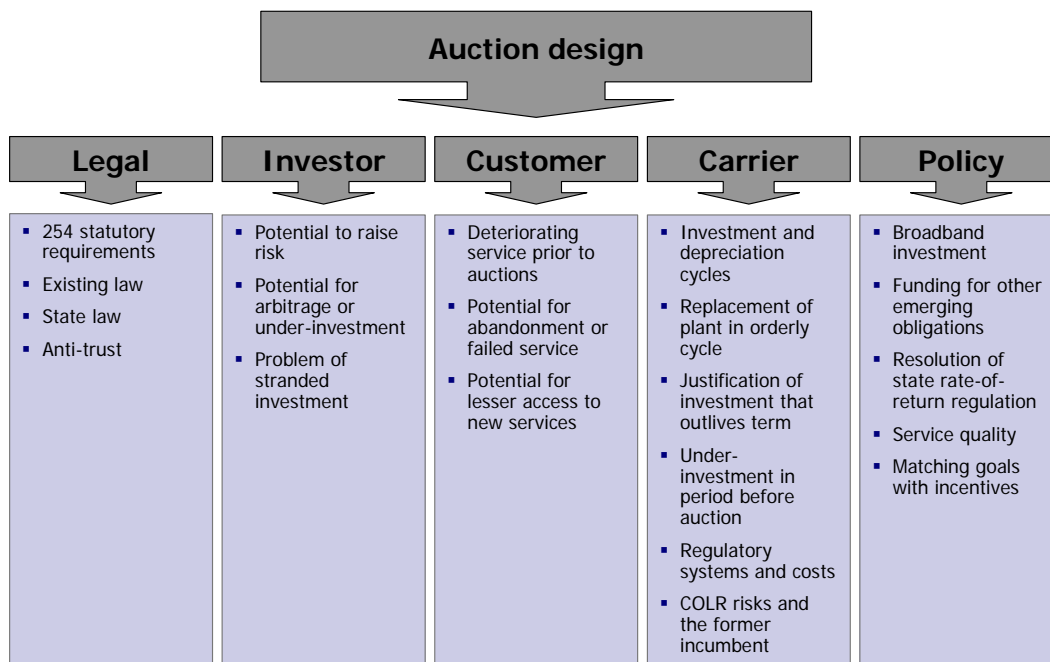 Auction design
Legal
Investor
Customer
Carrier
Policy
▪ 254 statutory
requirements
▪ Existing law
▪ State law
▪ Anti-trust
▪ Potential to raise
risk
▪ Potential for
arbitrage or
under-investment
▪ Problem of
stranded
investment
▪ Deteriorating
service prior to
auctions
▪ Potential for
abandonment or
failed service
▪ Potential for
lesser access to
new services
▪ Investment and
depreciation
cycles
▪ Replacement of
plant in orderly
cycle
▪ Justification of
investment that
outlives term
▪ Under-
investment in
period before
auction
▪ Regulatory
systems and costs
▪ COLR risks and
the former
incumbent
▪ Broadband
investment
▪ Funding for other
emerging
obligations
▪ Resolution of
state rate-of-
return regulation
▪ Service quality
▪ Matching goals
with incentives